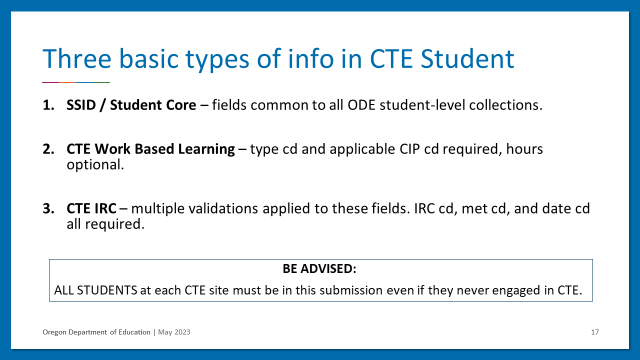 Three basic types of info in CTE Student
1. SSID / Student Core – fields common to all ODE student-level collections.
2. CTE Work Based Learning – type cd and applicable CIP cd required, hours
optional.
3. CTE IRC – multiple validations applied to these fields. IRC cd, met cd, and date cd
all required.
BE ADVISED:
ALL STUDENTS at each CTE site must be in this submission even if they never engaged in CTE.
Oregon Department of Education | May 2023
17